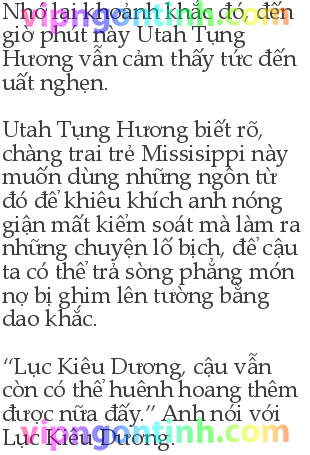 Nhớ lại khoảnh khắc đó, đến
giờ phút này Utah Tụng
Hương vẫn cảm thấy tức đến
uất nghẹn.
Utah Tụng Hương biết rõ,
chàng trai trẻ Missisippi này
muốn dùng những ngôn từ
đó để khiêu khích anh nóng
giận mất kiểm soát mà làm ra
những chuyện lố bịch, để cậu
ta có thể trả sòng phẳng món
nợ bị ghim lên tường bằng
dao khắc.
“Lục Kiêu Dương, cậu vẫn
còn có thể huênh hoang thêm
được nữa đấy.” Anh nói với
Lục Kiêu Dương.
vipngontinh.com
vipngontinh.com